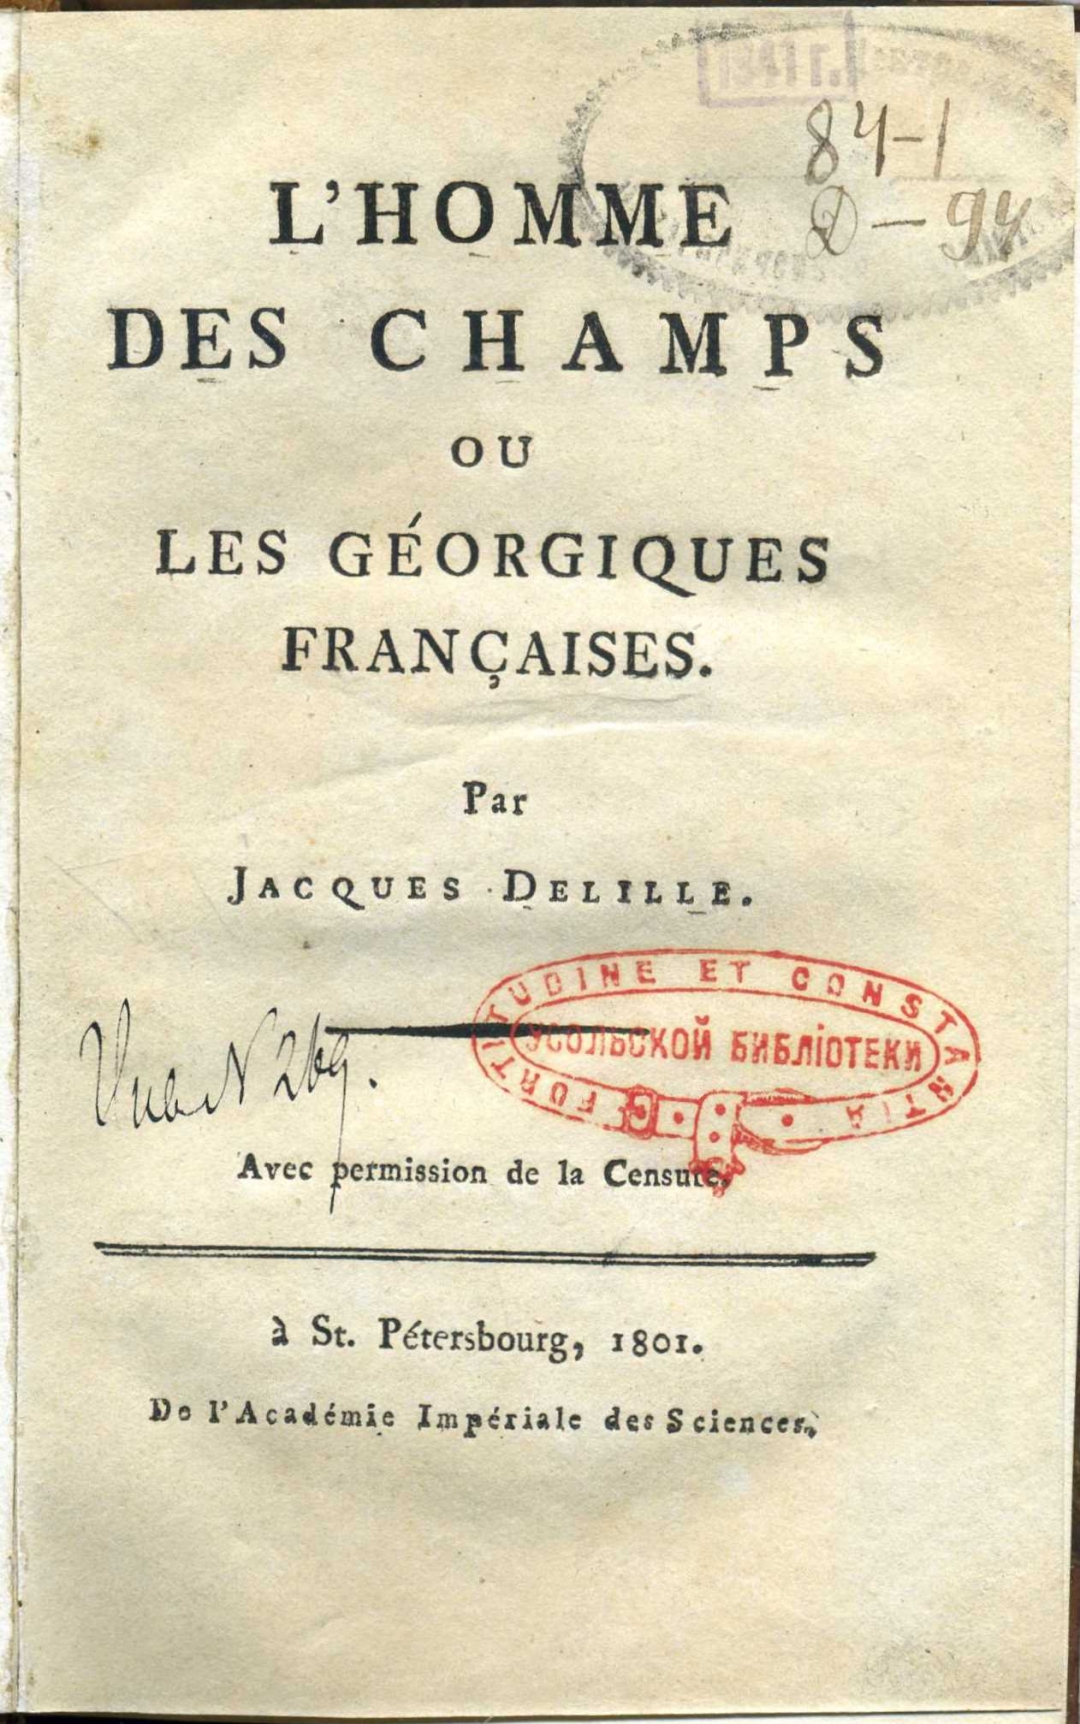 1941 г.
84-1
Д-94
L'HOMME
DES CHAMPS
OU
LES GÉORGIQUES
FRANÇAISES.
Par
JACQUES DELILLE.
FORTITUDINE ET CONSTANTIA
УСОЛЬСКОЙ БИБЛІОТЕКИ
N 269.
Avec permission de la Censure.
à St. Pétersbourg, 1801.
De l'Académie Impériale des Sciences.